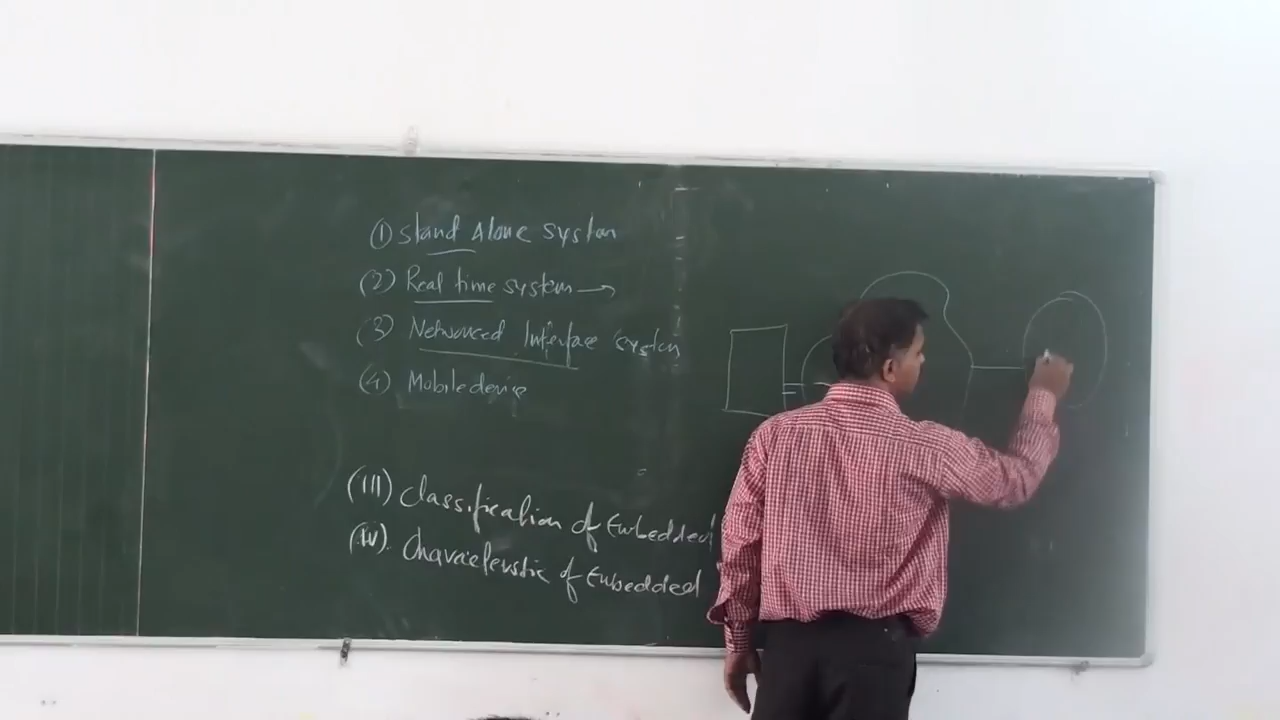 (1) Stand Alone System
(2) Real time system →
(3) Networced Interface system
(4) Mobile device
(III) Classification of Embedded
(IV). Characterstic of Embedded